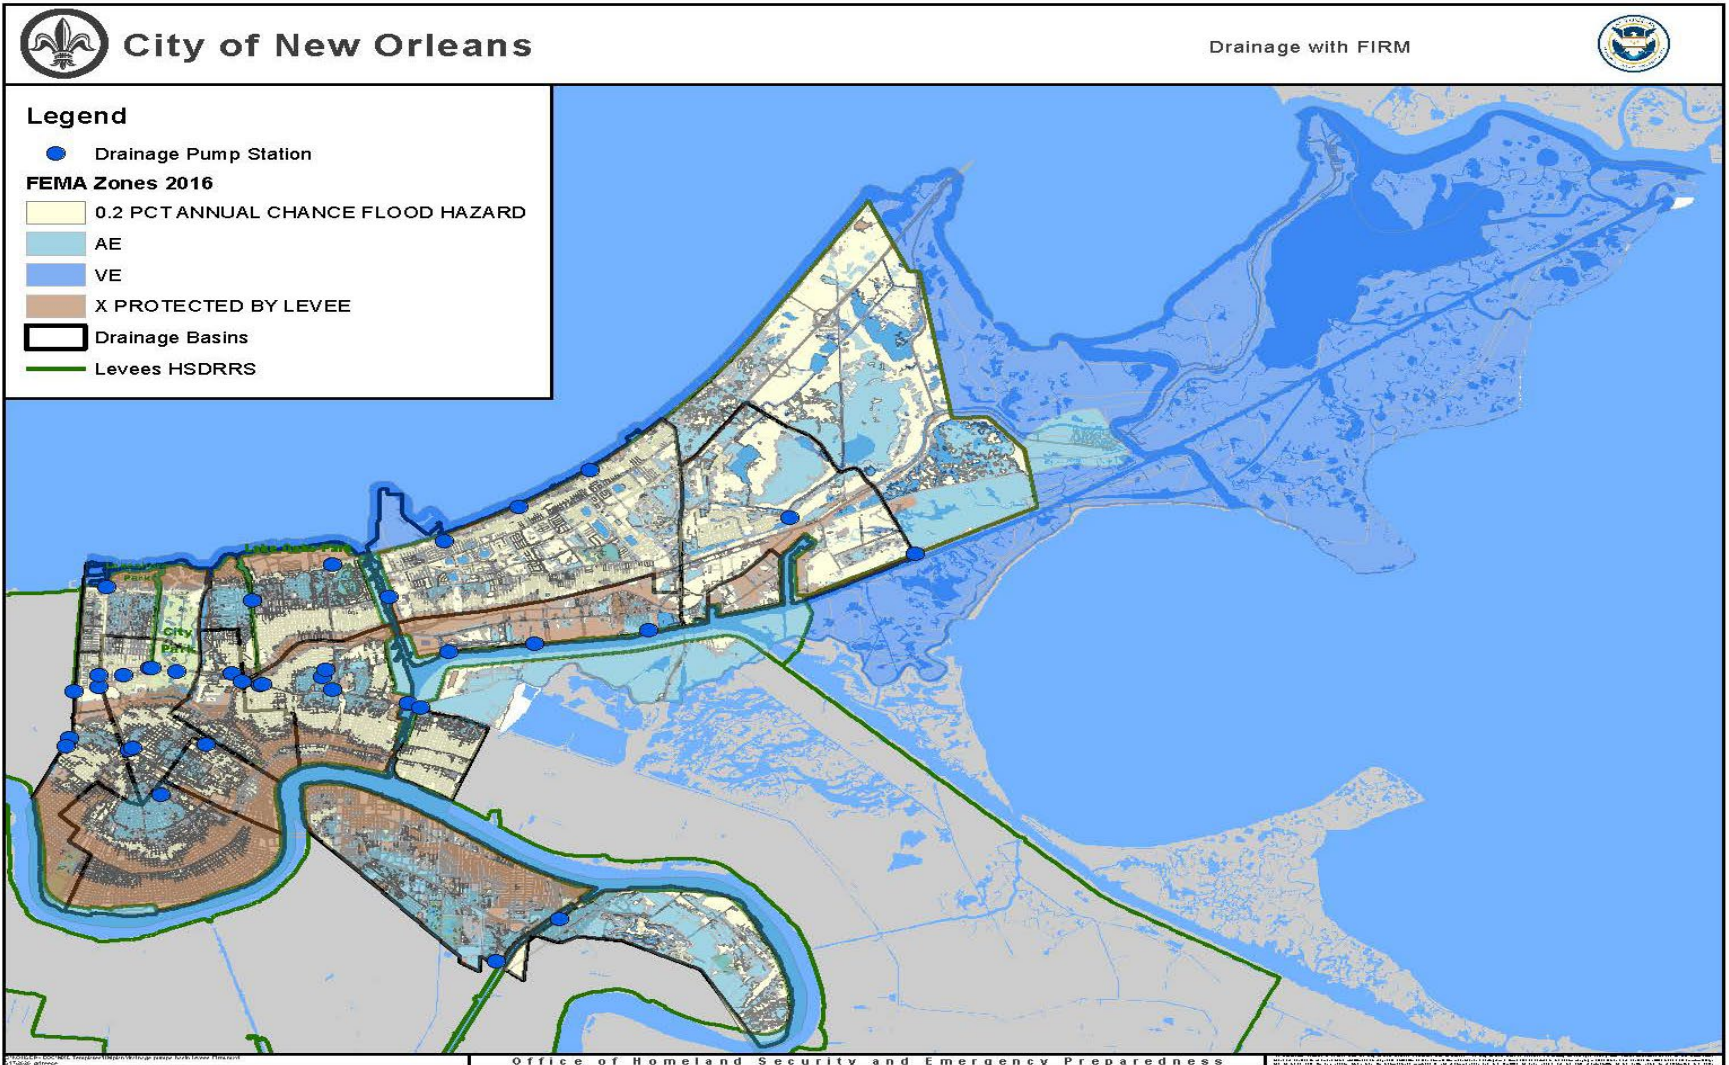 City of New Orleans
Drainage with FIRM
Legend
Drainage Pump Station
FEMA Zones 2016
0.2 PCT ANNUAL CHANCE FLOOD HAZARD
AE
VE
X PROTECTED BY LEVEE
Drainage Basins
Levees HSDRRS
Park
City
Park
Office of Homeland Security and Emergency Preparedness